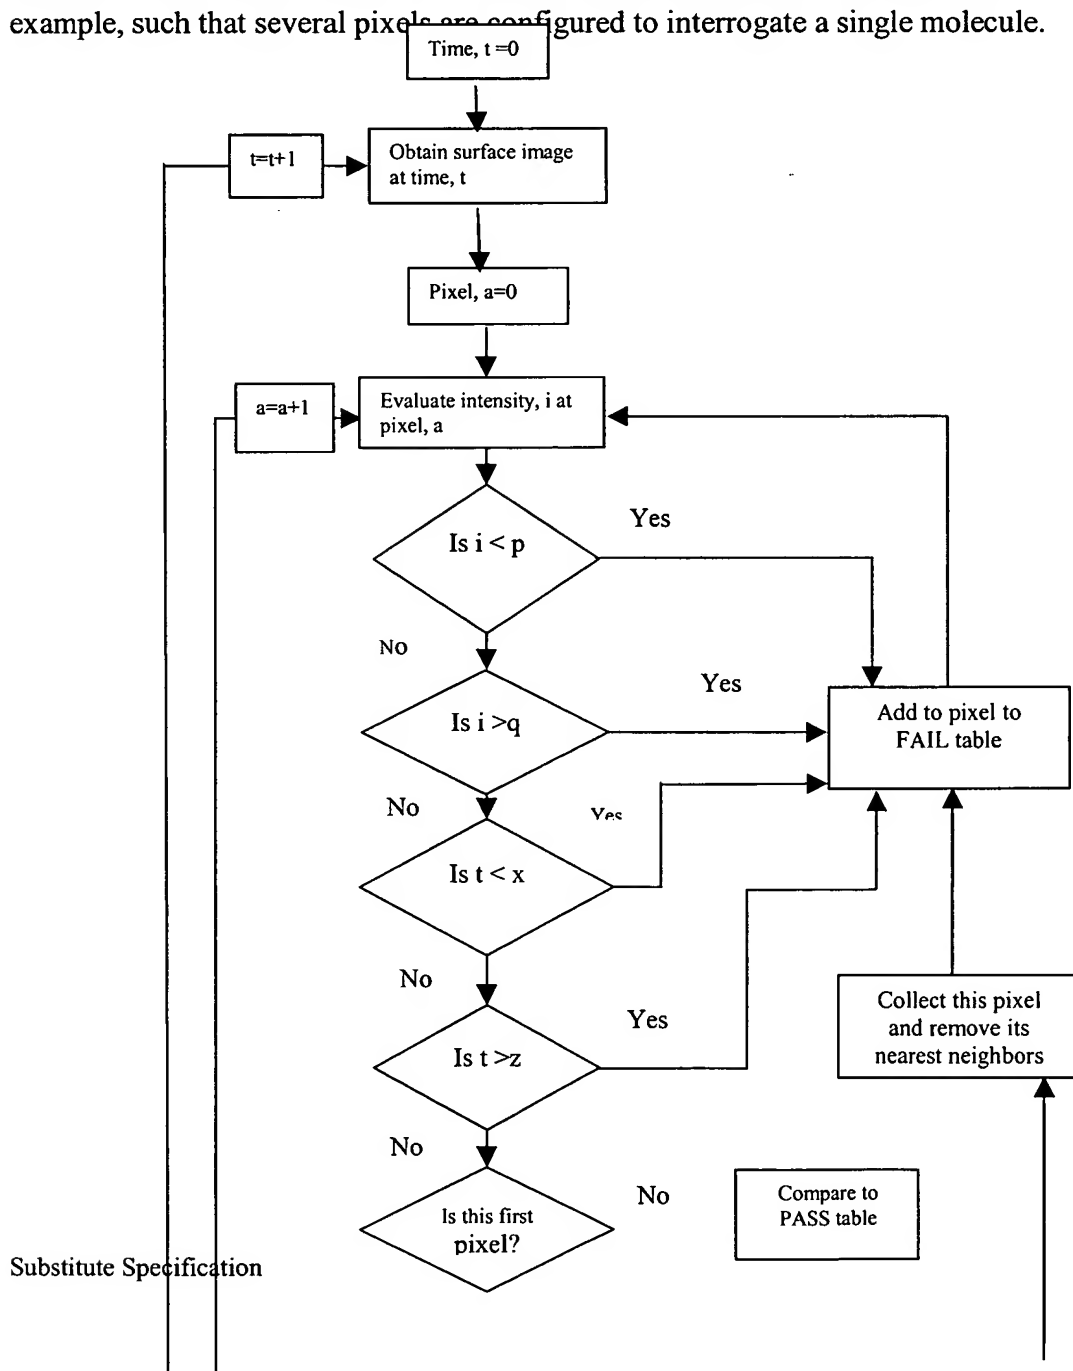 example, such that several pixels are configured to interrogate a single molecule.
Time, t =0
t=t+1
Obtain surface image
at time, t
Pixel, a=0
a=a+1
Evaluate intensity, i at
pixel, a
Is i < p
Yes
No
Is i >q
Yes
Add to pixel to
FAIL table
No
Yes
Is t < x
No
Yes
Is t >z
Collect this pixel
and remove its
nearest neighbors
No
Is this first
pixel?
No
Compare to
PASS table
Substitute Specification